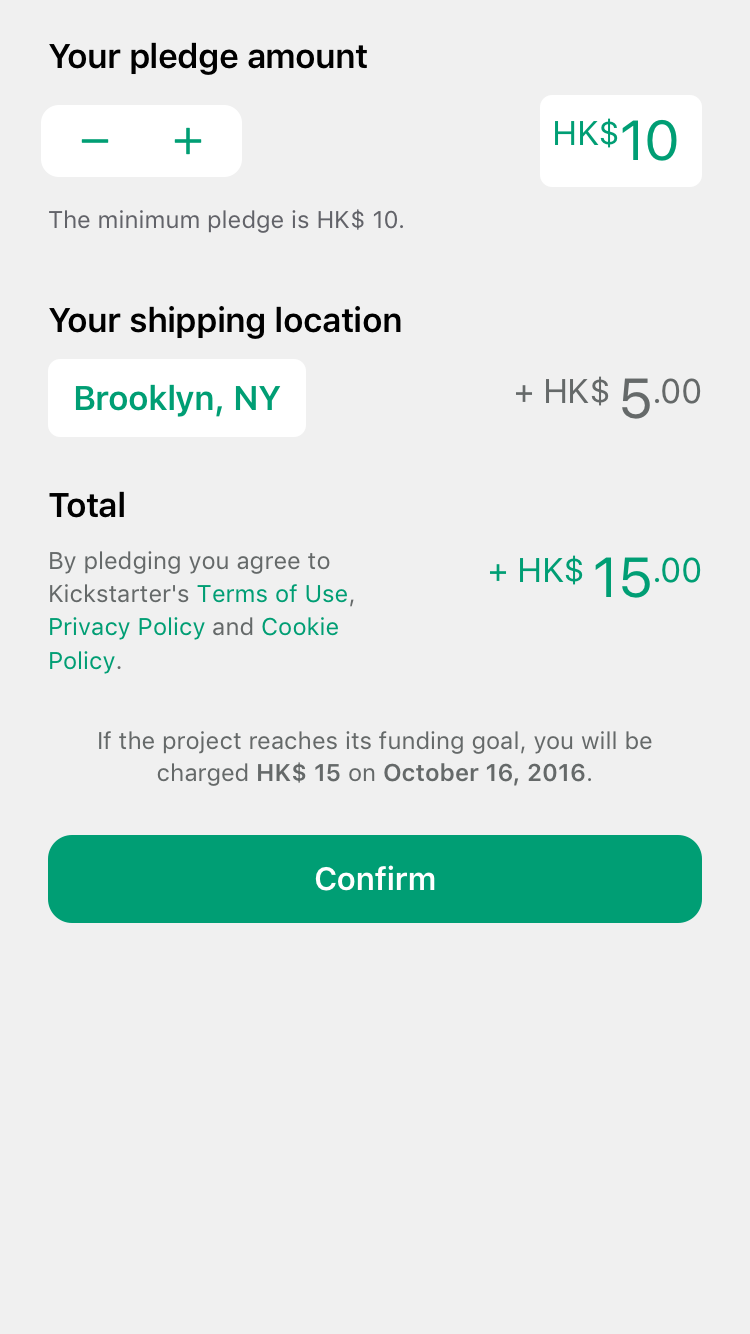 Your pledge amount
− +
HK$10
The minimum pledge is HK$ 10.
Your shipping location
Brooklyn, NY
+ HK$ 5.00
Total
By pledging you agree to
Kickstarter's Terms of Use,
Privacy Policy and Cookie
Policy.
+ HK$ 15.00
If the project reaches its funding goal, you will be
charged HK$ 15 on October 16, 2016.
Confirm